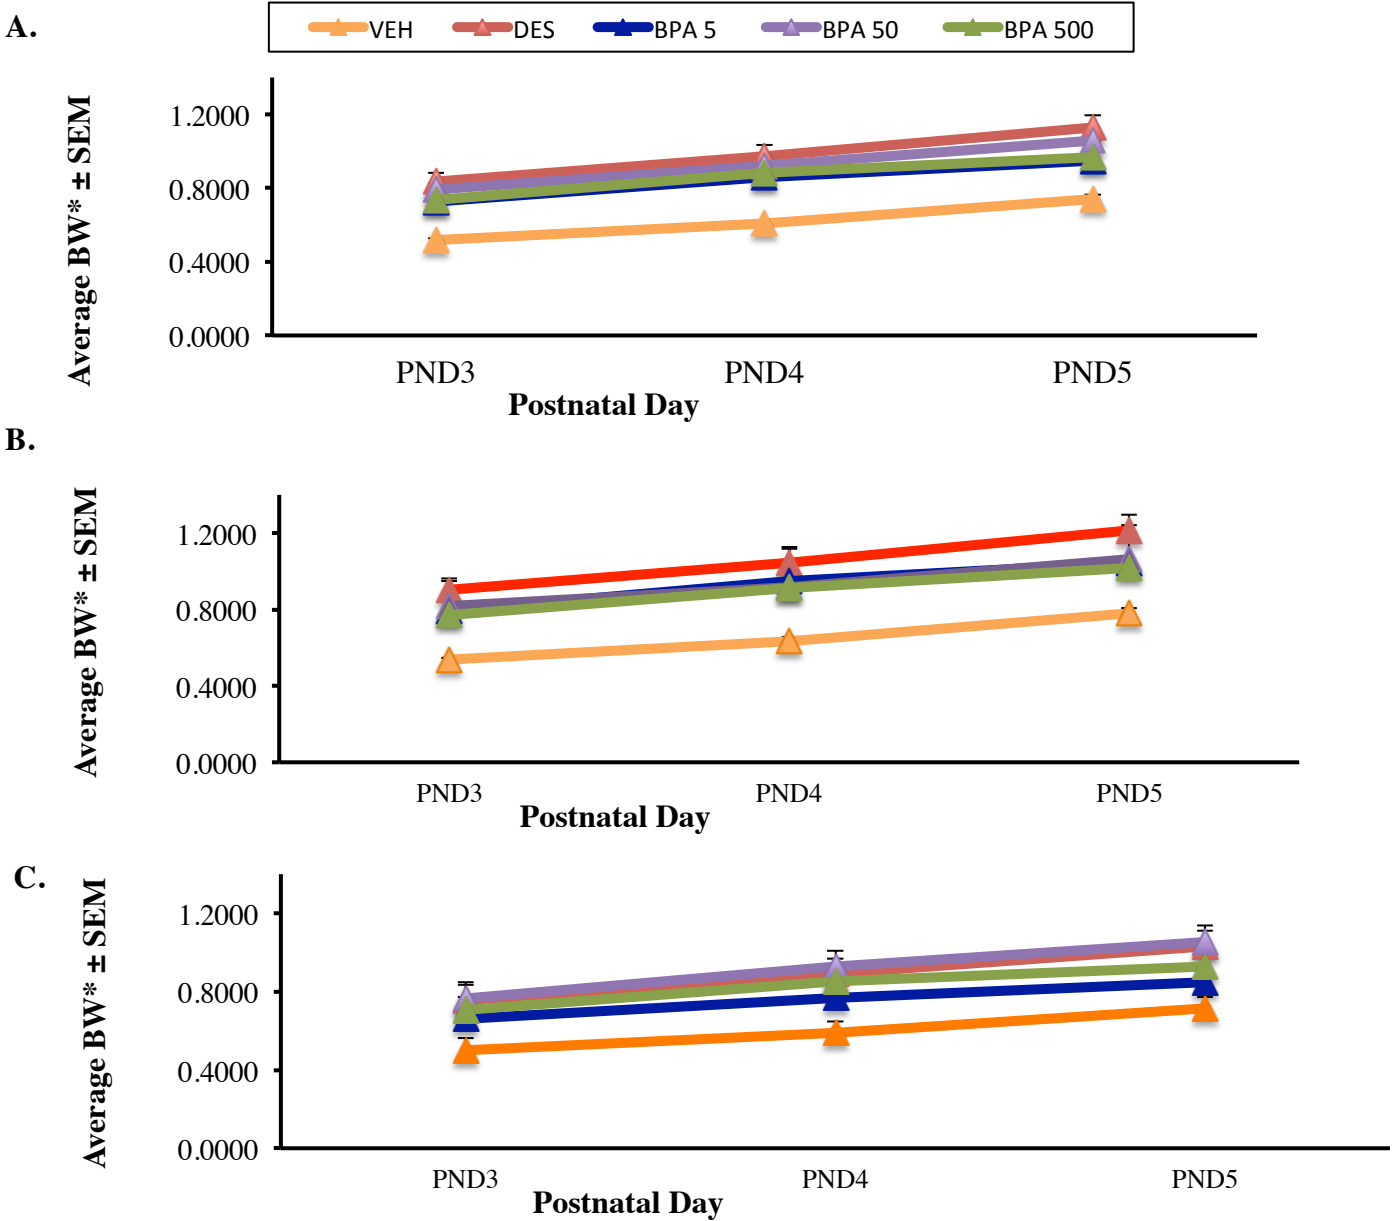 A.
VEH DES BPA 5 BPA 50 BPA 500
Average BW* ± SEM
1.2000
0.8000
0.4000
0.0000
PND3 PND4 PND5
Postnatal Day
B.
Average BW* ± SEM
1.2000
0.8000
0.4000
0.0000
PND3 PND4 PND5
Postnatal Day
C.
Average BW* ± SEM
1.2000
0.8000
0.4000
0.0000
PND3 PND4 PND5
Postnatal Day